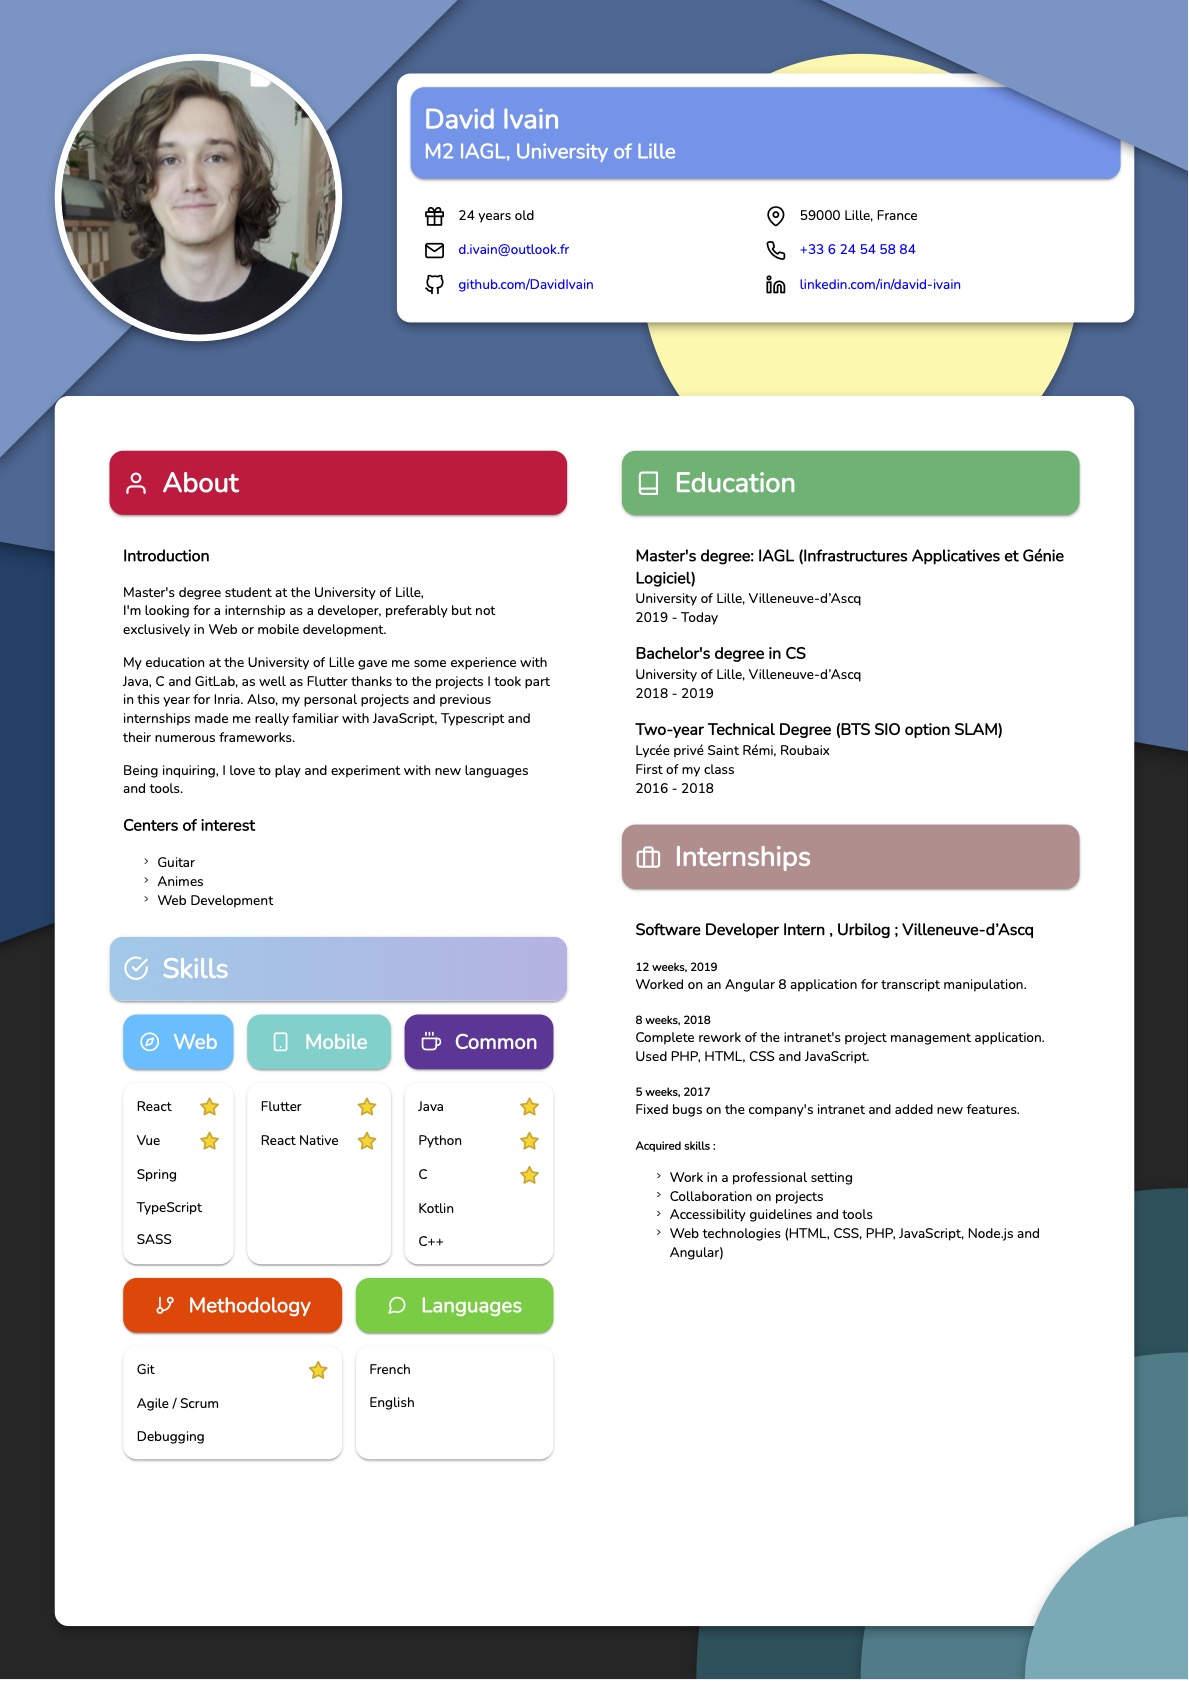 David Ivain
M2 IAGL, University of Lille
24 years old
59000 Lille, France
d.ivain@outlook.fr
+33 6 24 54 58 84
github.com/DavidIvain
linkedin.com/in/david-ivain
About
Introduction
Master's degree student at the University of Lille,
I'm looking for a internship as a developer, preferably but not
exclusively in Web or mobile development.
My education at the University of Lille gave me some experience with
Java, C and GitLab, as well as Flutter thanks to the projects I took part
in this year for Inria. Also, my personal projects and previous
internships made me really familiar with JavaScript, Typescript and
their numerous frameworks.
Being inquiring, I love to play and experiment with new languages
and tools.
Centers of interest
› Guitar
› Animes
› Web Development
Skills
Web
React
Vue
Spring
TypeScript
SASS
Mobile
Flutter
React Native
Common
Java
Python
C
Kotlin
C++
Methodology
Git
Agile / Scrum
Debugging
Languages
French
English
Education
Master's degree: IAGL (Infrastructures Applicatives et Génie
Logiciel)
University of Lille, Villeneuve-d’Ascq
2019 - Today
Bachelor's degree in CS
University of Lille, Villeneuve-d’Ascq
2018 - 2019
Two-year Technical Degree (BTS SIO option SLAM)
Lycée privé Saint Rémi, Roubaix
First of my class
2016 - 2018
Internships
Software Developer Intern , Urbilog ; Villeneuve-d’Ascq
12 weeks, 2019
Worked on an Angular 8 application for transcript manipulation.
8 weeks, 2018
Complete rework of the intranet's project management application.
Used PHP, HTML, CSS and JavaScript.
5 weeks, 2017
Fixed bugs on the company's intranet and added new features.
Acquired skills :
› Work in a professional setting
› Collaboration on projects
› Accessibility guidelines and tools
› Web technologies (HTML, CSS, PHP, JavaScript, Node.js and
Angular)